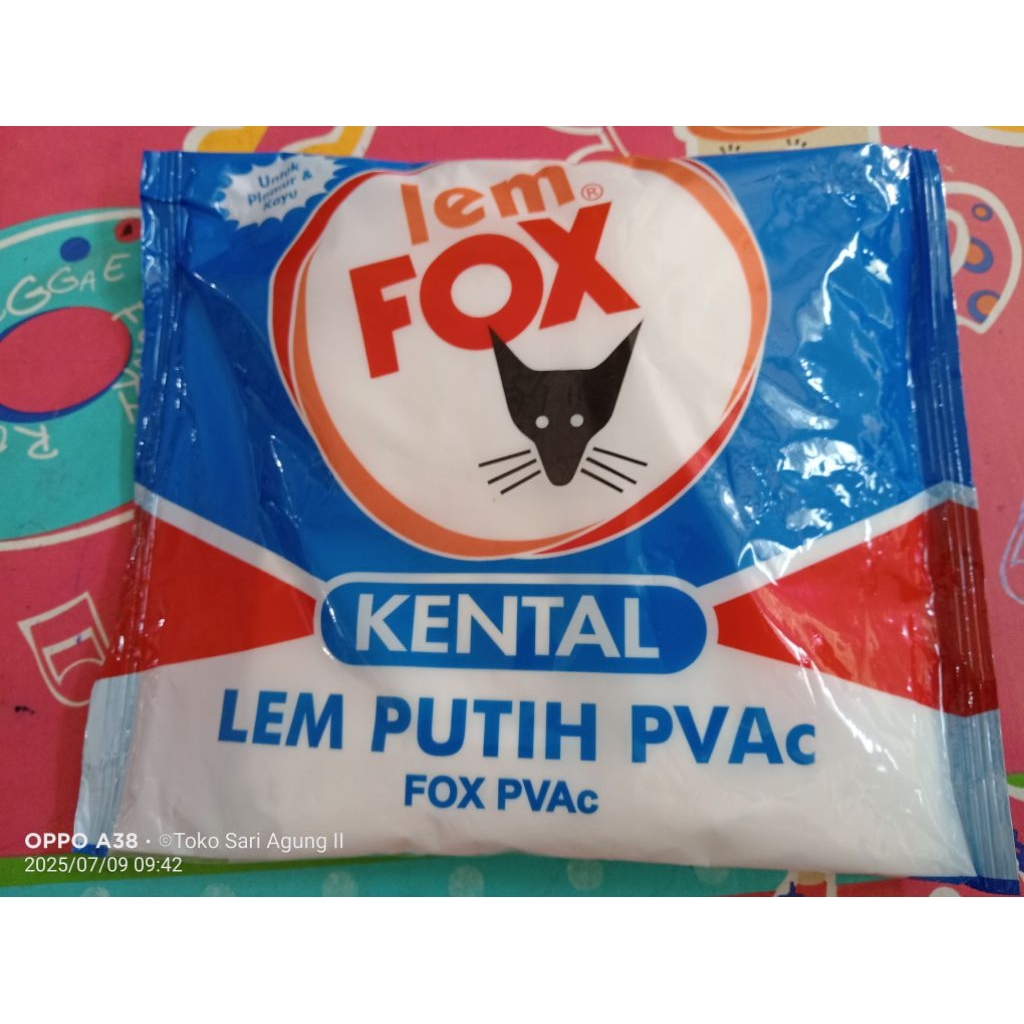 Untuk
Plamur &
Kayu
lem®
FOX
KENTAL
LEM PUTIH PVAc
FOX PVAc
GGAE
OPPO A38 · ©Toko Sari Agung II
2025/07/09 09:42